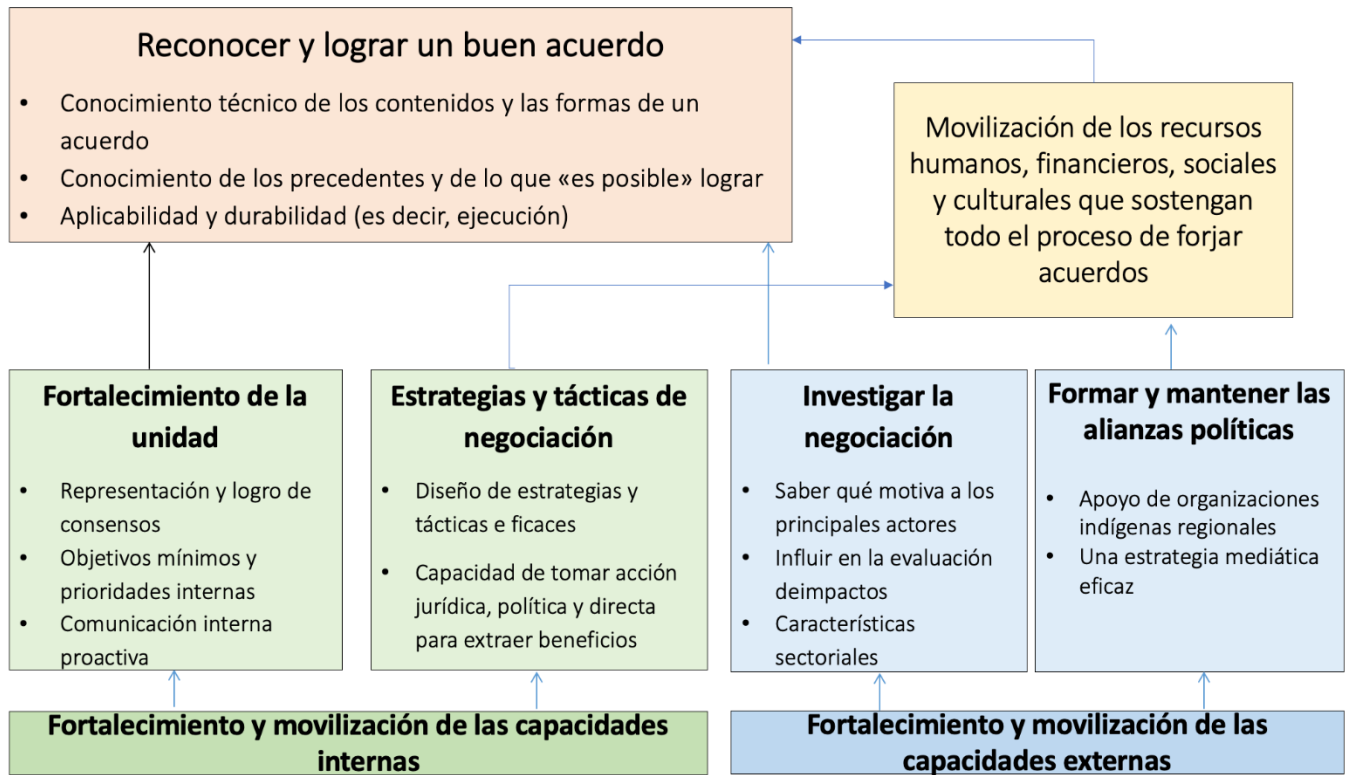 Reconocer y lograr un buen acuerdo
• Conocimiento técnico de los contenidos y las formas de un
acuerdo
• Conocimiento de los precedentes y de lo que «es posible» lograr
• Aplicabilidad y durabilidad (es decir, ejecución)
Movilización de los recursos
humanos, financieros, sociales
y culturales que sostengan
todo el proceso de forjar
acuerdos
Fortalecimiento de la
unidad
• Representación y logro de
consensos
• Objetivos mínimos y
prioridades internas
• Comunicación interna
proactiva
Estrategias y tácticas de
negociación
• Diseño de estrategias y
tácticas e ficaces
• Capacidad de tomar acción
jurídica, política y directa
para extraer beneficios
Investigar la
negociación
• Saber qué motiva a los
principales actores
• Influir en la evaluación
deimpactos
• Características
sectoriales
Formar y mantener las
alianzas políticas
• Apoyo de organizaciones
indígenas regionales
• Una estrategia mediática
eficaz
Fortalecimiento y movilización de las capacidades
internas
Fortalecimiento y movilización de las
capacidades externas